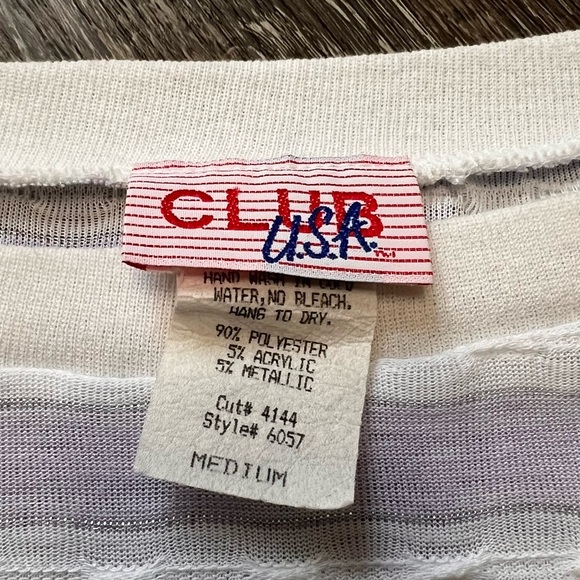 CLUB
U.S.A.
T.M.
HAND WASH IN COLD
WATER, NO BLEACH.
HANG TO DRY.
90% POLYESTER
5% ACRYLIC
5% METALLIC
Cut# 4144
Style# 6057
MEDIUM